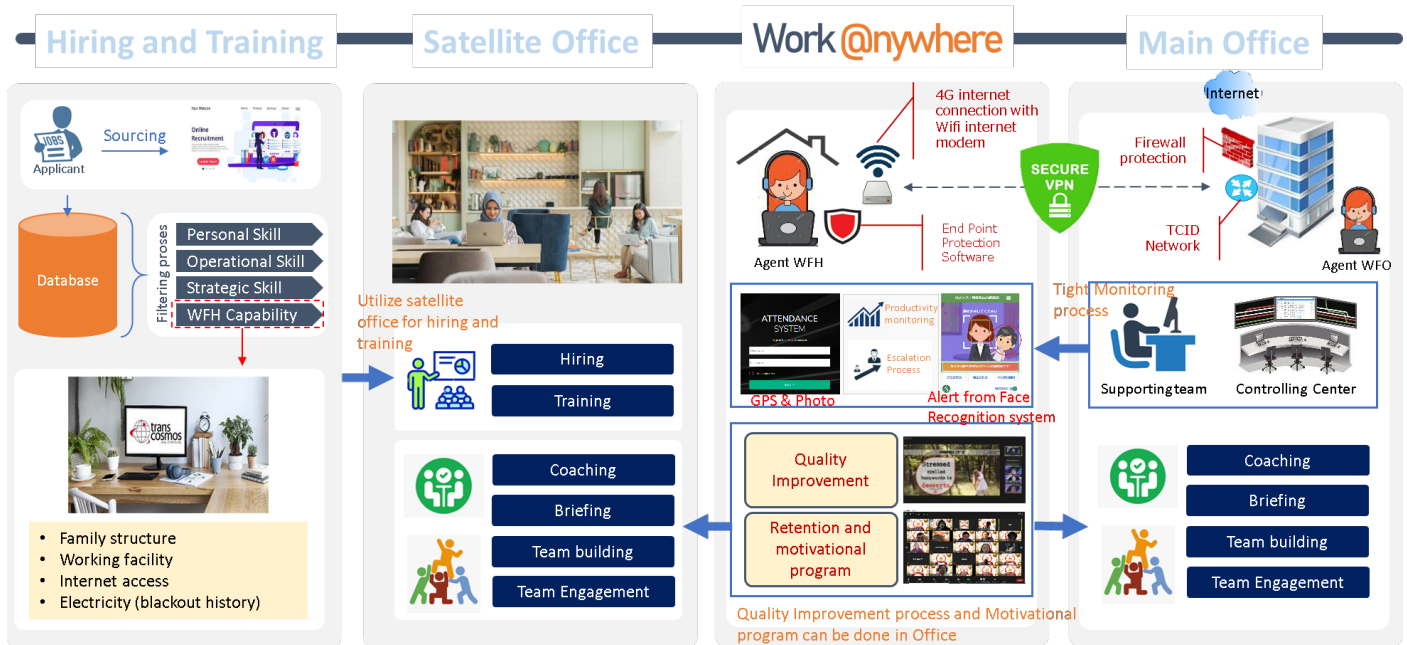 Hiring and Training
Satellite Office
Work@nywhere
Main Office
JOBS
Applicant
Sourcing
Online
Recruitment
Database
Filtering proses
Personal Skill
Operational Skill
Strategic Skill
WFH Capability
trans
cosmos
• Family structure
• Working facility
• Internet access
• Electricity (blackout history)
Utilize satellite
office for hiring and
training
Hiring
Training
Coaching
Briefing
Team building
Team Engagement
4G internet
connection with
Wifi internet
modem
Agent WFH
End Point
Protection
Software
SECURE
VPN
ATTENDANCE
SYSTEM
GPS & Photo
Productivity
monitoring
Escalation
Process
Alert from Face
Recognition system
Quality
Improvement
Retention and
motivational
program
Stressed
spelled
backwards is
desserts.
Quality Improvement process and Motivational
program can be done in Office
Internet
Firewall
protection
TCID
Network
Agent WFO
Tight Monitoring
process
Supportingteam
Controlling Center
Coaching
Briefing
Team building
Team Engagement